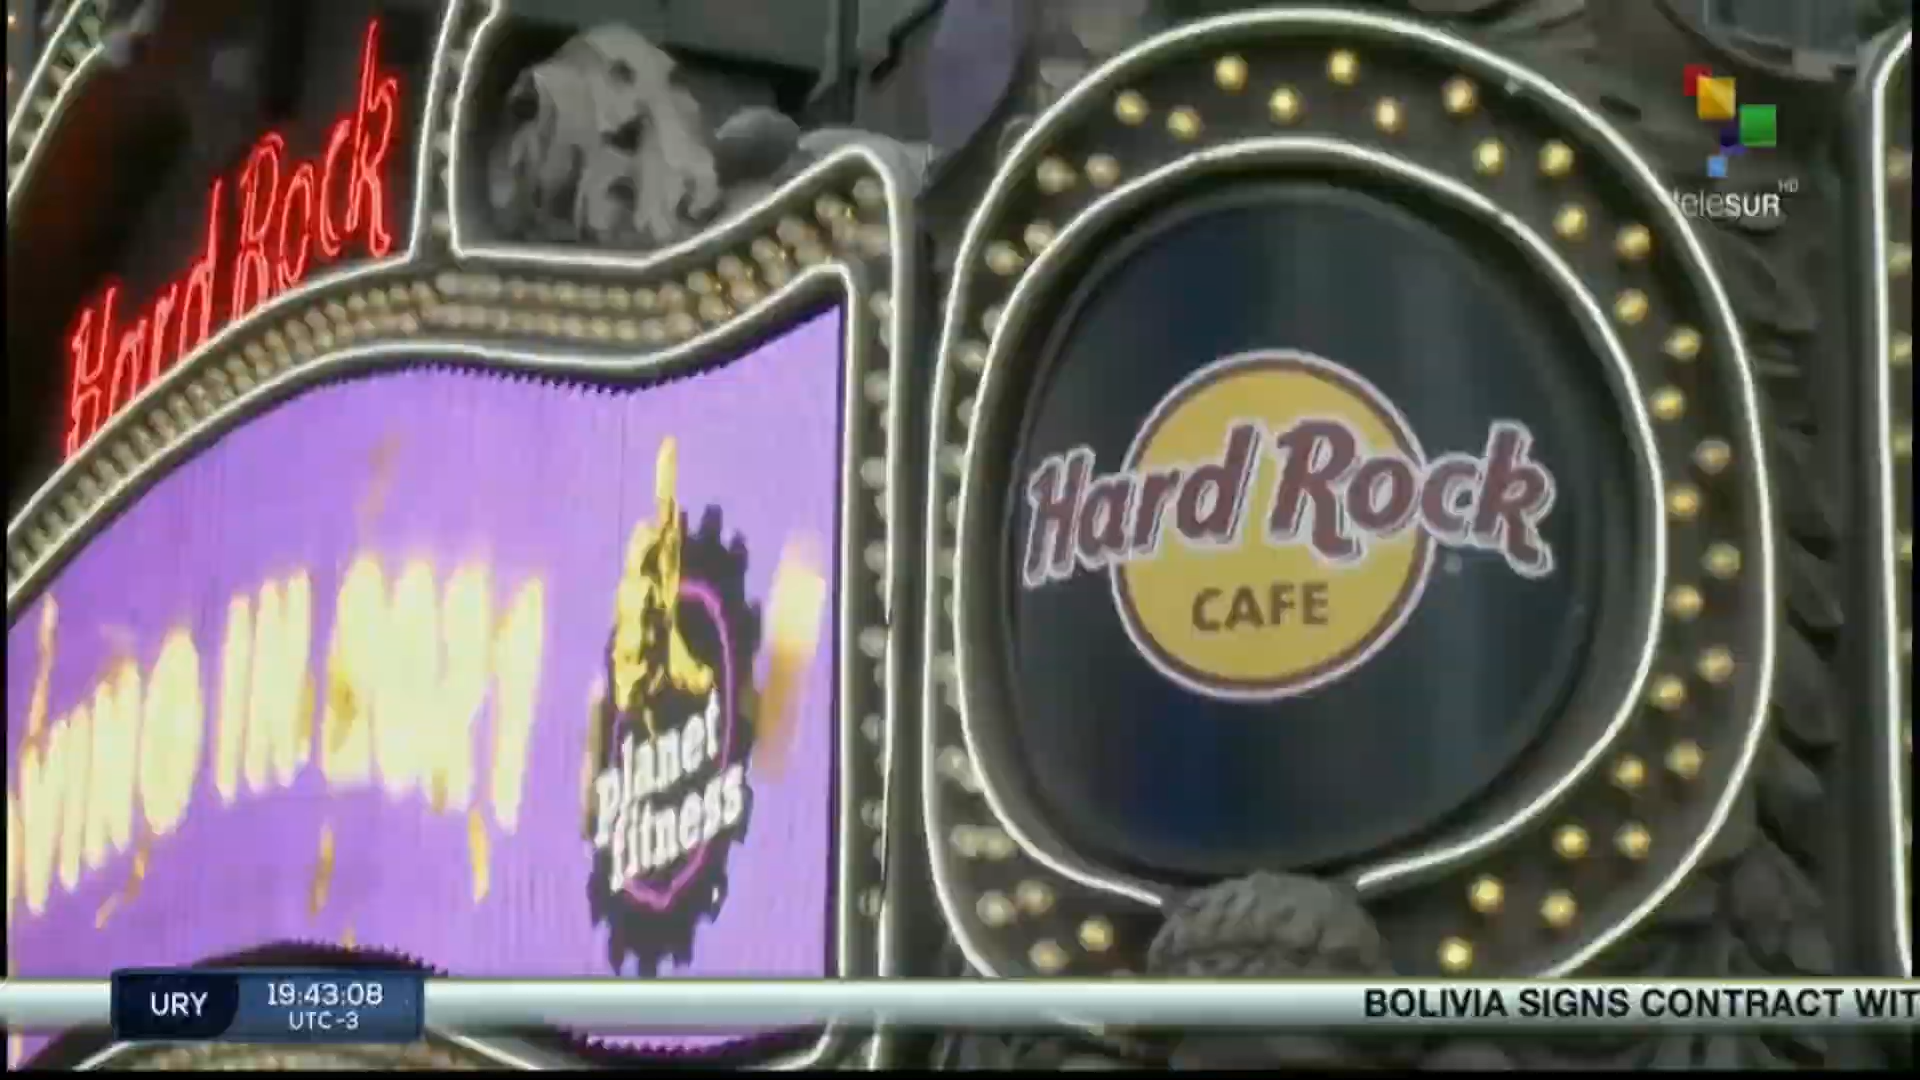 Hard Rock
teleSUR HD
Hard Rock
CAFE
planet
fitness
URY
19:43:08
UTC-3
BOLIVIA SIGNS CONTRACT WIT